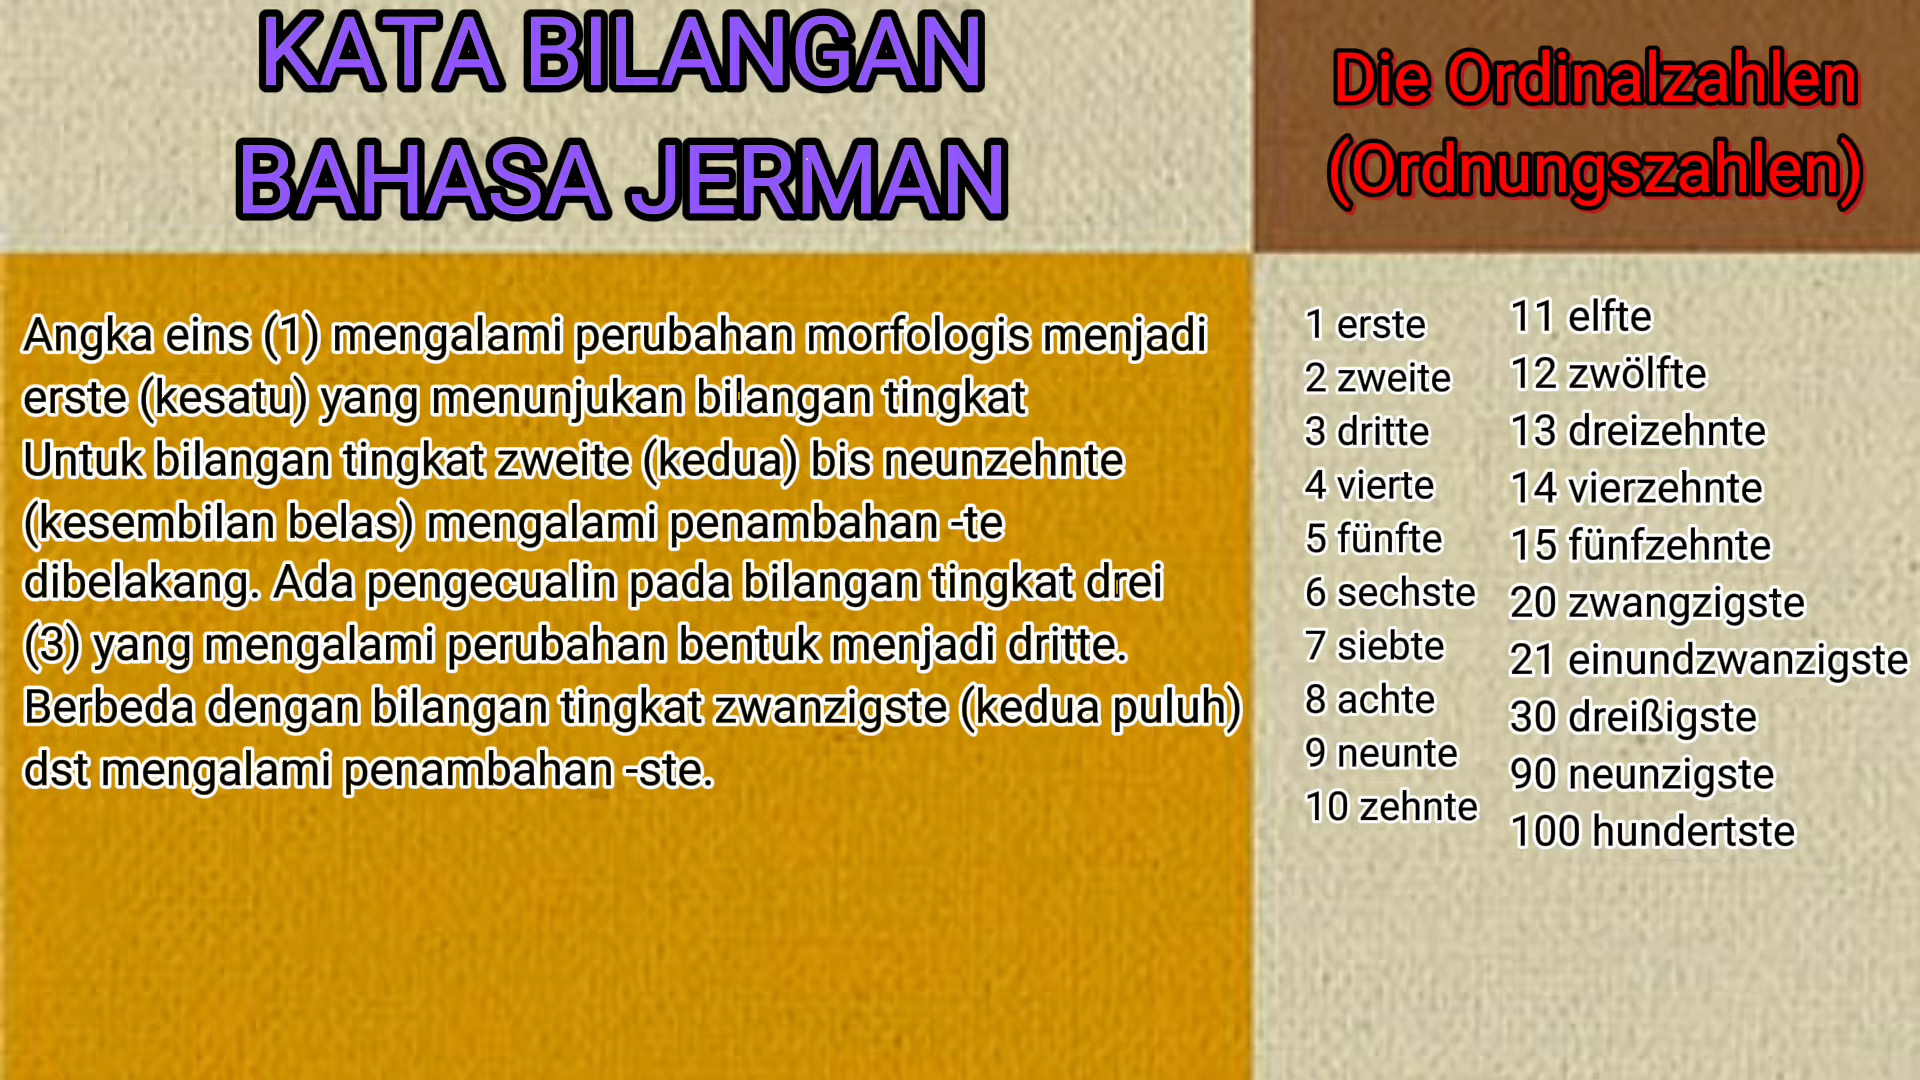 KATA BILANGAN
BAHASA JERMAN
Die Ordinalzahlen
(Ordnungszahlen)
Angka eins (1) mengalami perubahan morfologis menjadi
erste (kesatu) yang menunjukan bilangan tingkat
Untuk bilangan tingkat zweite (kedua) bis neunzehnte
(kesembilan belas) mengalami penambahan -te
dibelakang. Ada pengecualin pada bilangan tingkat drei
(3) yang mengalami perubahan bentuk menjadi dritte.
Berbeda dengan bilangan tingkat zwanzigste (kedua puluh)
dst mengalami penambahan -ste.
1 erste
2 zweite
3 dritte
4 vierte
5 fünfte
6 sechste
7 siebte
8 achte
9 neunte
10 zehnte
11 elfte
12 zwölfte
13 dreizehnte
14 vierzehnte
15 fünfzehnte
20 zwangzigste
21 einundzwanzigste
30 dreißigste
90 neunzigste
100 hundertste